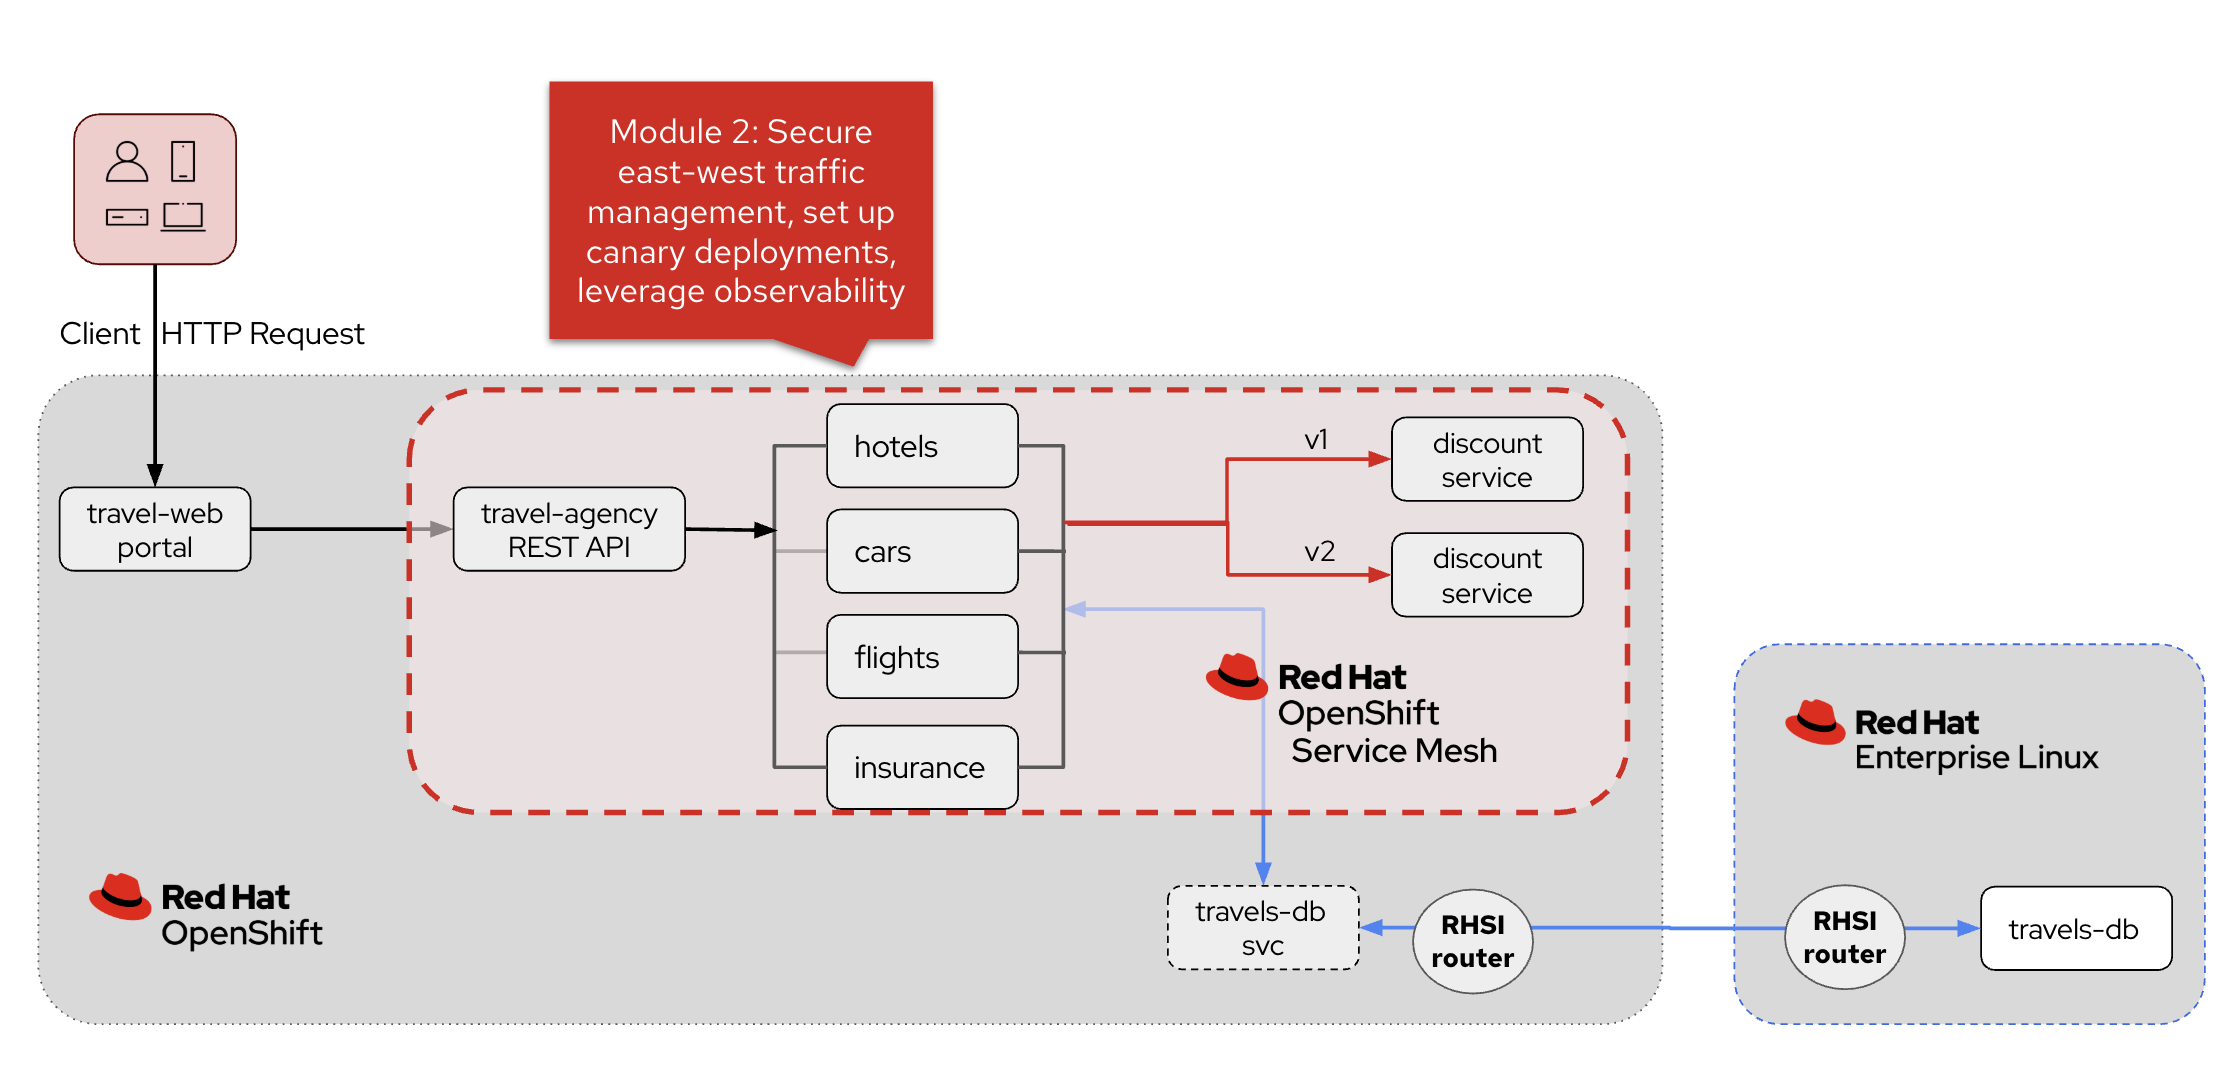 Module 2: Secure
east-west traffic
management, set up
canary deployments,
leverage observability
Client HTTP Request
travel-web
portal
travel-agency
REST API
hotels
cars
flights
insurance
v1
discount
service
v2
discount
service
Red Hat
OpenShift
Service Mesh
Red Hat
Enterprise Linux
Red Hat
OpenShift
travels-db
svc
RHSI
router
RHSI
router
travels-db